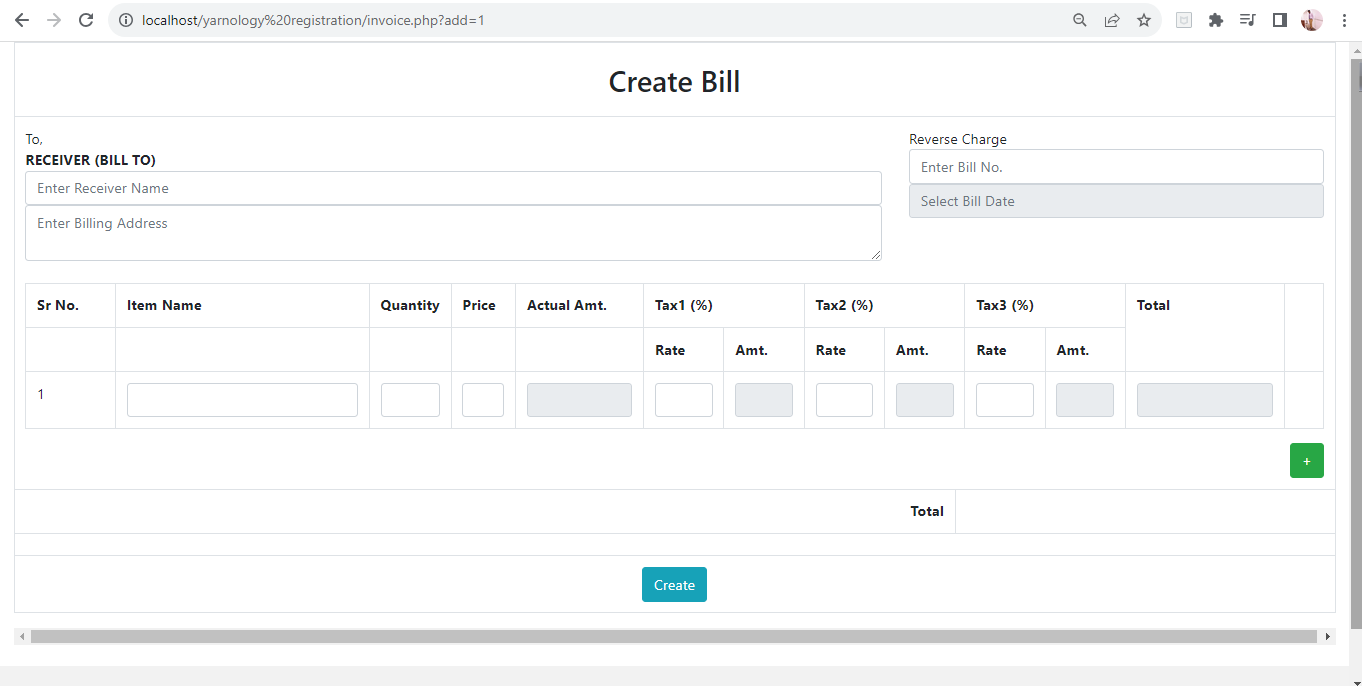 localhost/yarnology%20registration/invoice.php?add=1
Create Bill
To,
RECEIVER (BILL TO)
Enter Receiver Name
Enter Billing Address
Reverse Charge
Enter Bill No.
Select Bill Date
Sr No. Item Name Quantity Price Actual Amt. Tax1 (%) Tax2 (%) Tax3 (%) Total
Rate Amt. Rate Amt. Rate Amt.
1
+
Total
Create